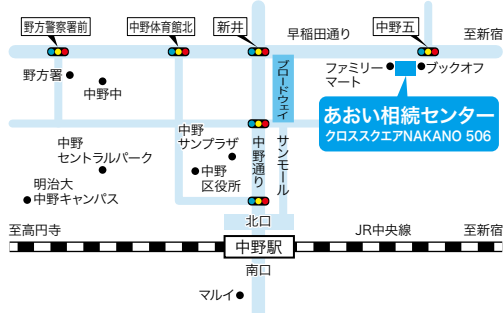 野方警察署前
中野体育館北
新井
早稲田通り
中野五
至新宿
野方署
中野中
ブロードウェイ
ファミリー
マート
ブックオフ
あおい相続センター
クロススクエアNAKANO 506
中野
セントラルパーク
中野
サンプラザ
中野
区役所
中野通り
サンモール
明治大
中野キャンパス
北口
至高円寺
中野駅
JR中央線
至新宿
南口
マルイ